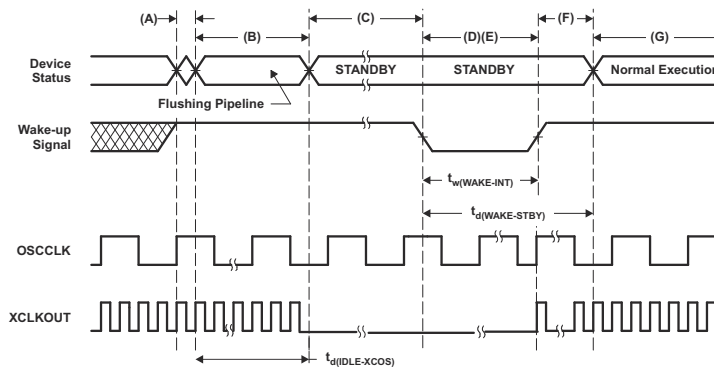 (A)
(B)
(C)
(D)(E)
(F)
(G)
Device
Status
STANDBY
STANDBY
Normal Execution
Flushing Pipeline
Wake-up
Signal
tw(WAKE-INT)
td(WAKE-STBY)
OSCCLK
XCLKOUT
td(IDLE-XCOS)